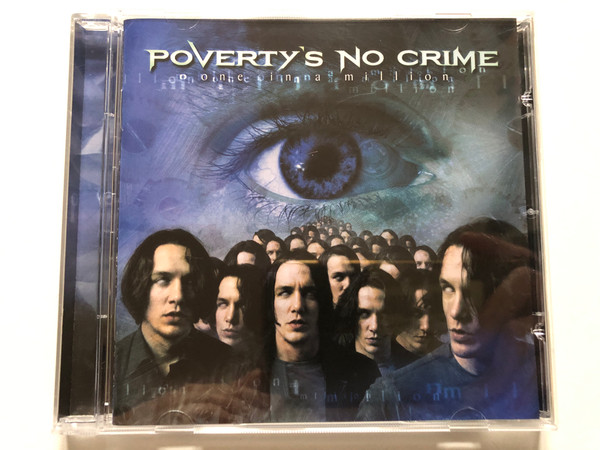 POVERTY'S NO CRIME
one in a million